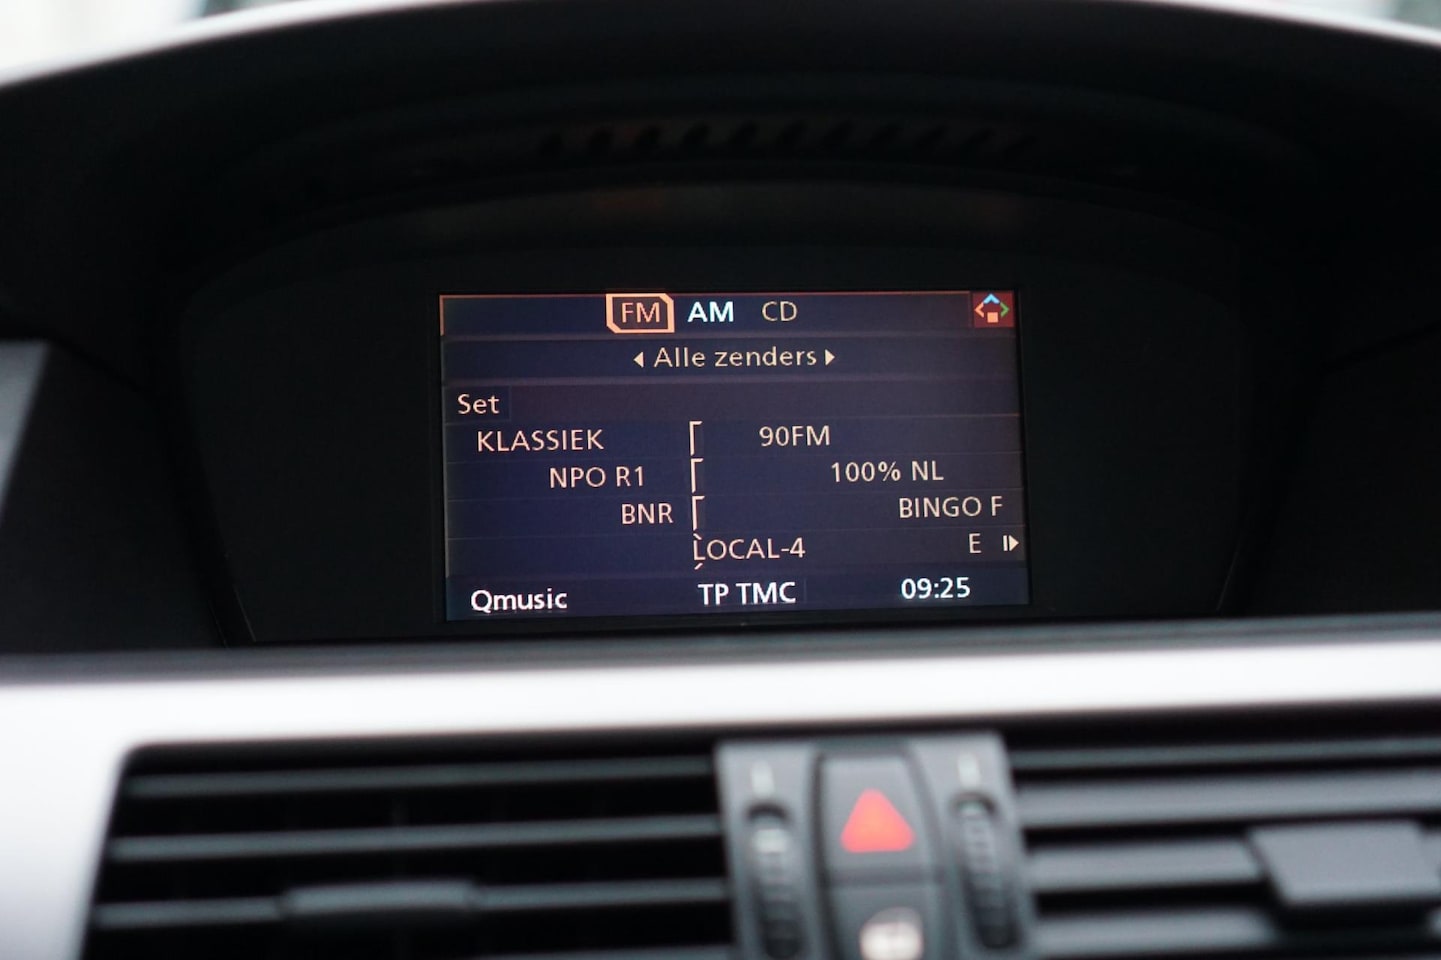 FM AM CD
Alle zenders
Set
KLASSIEK 90FM
NPO R1 100% NL
BNR BINGO F
LOCAL-4 E
Qmusic TP TMC 09:25